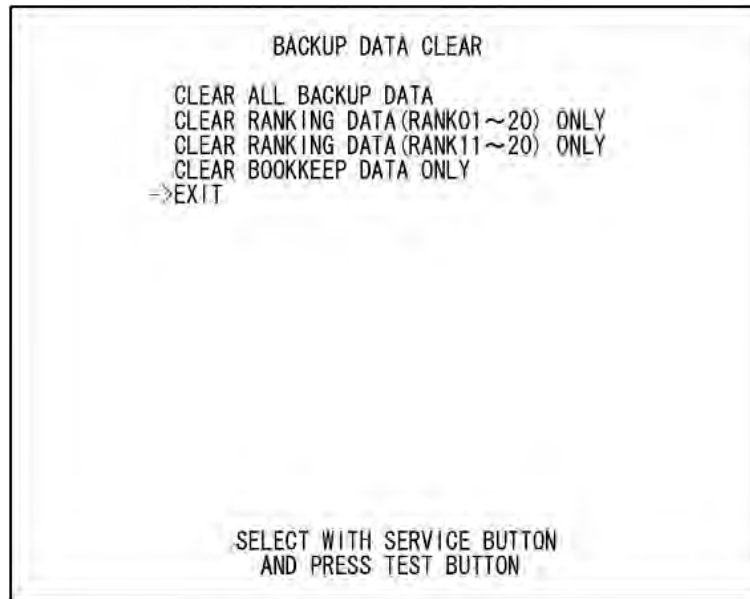 BACKUP DATA CLEAR
CLEAR ALL BACKUP DATA
CLEAR RANKING DATA(RANK01～20) ONLY
CLEAR RANKING DATA(RANK11～20) ONLY
CLEAR BOOKKEEP DATA ONLY
->EXIT
SELECT WITH SERVICE BUTTON
AND PRESS TEST BUTTON